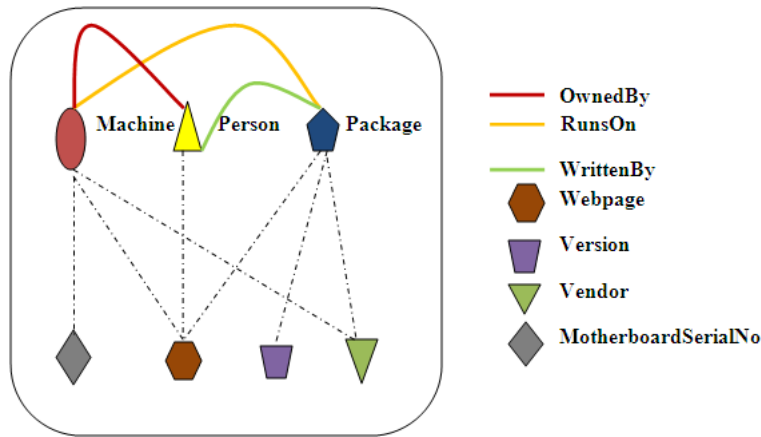 Machine
Person
Package
OwnedBy
RunsOn
WrittenBy
Webpage
Version
Vendor
MotherboardSerialNo